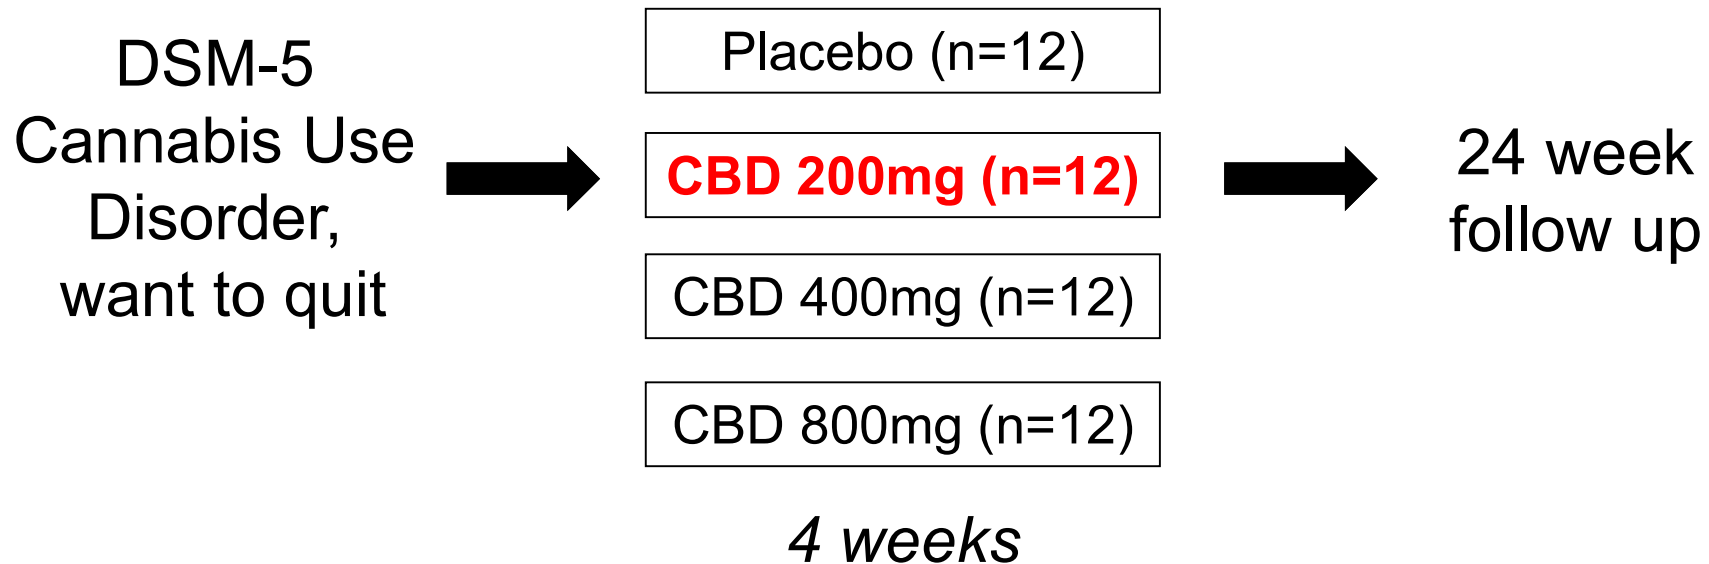 DSM-5
Cannabis Use
Disorder,
want to quit
Placebo (n=12)
CBD 200mg (n=12)
CBD 400mg (n=12)
CBD 800mg (n=12)
4 weeks
24 week
follow up